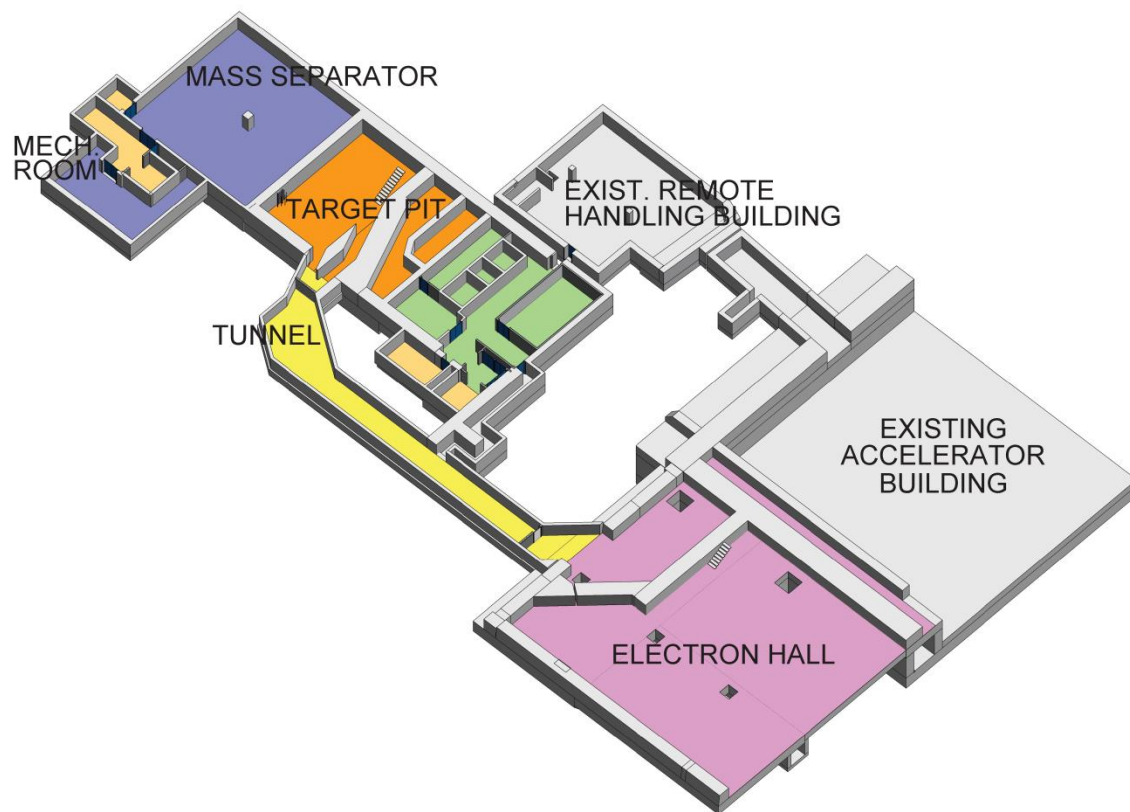 MASS SEPARATOR
MECH.
ROOM
TARGET PIT
EXIST. REMOTE
HANDLING BUILDING
TUNNEL
EXISTING
ACCELERATOR
BUILDING
ELECTRON HALL